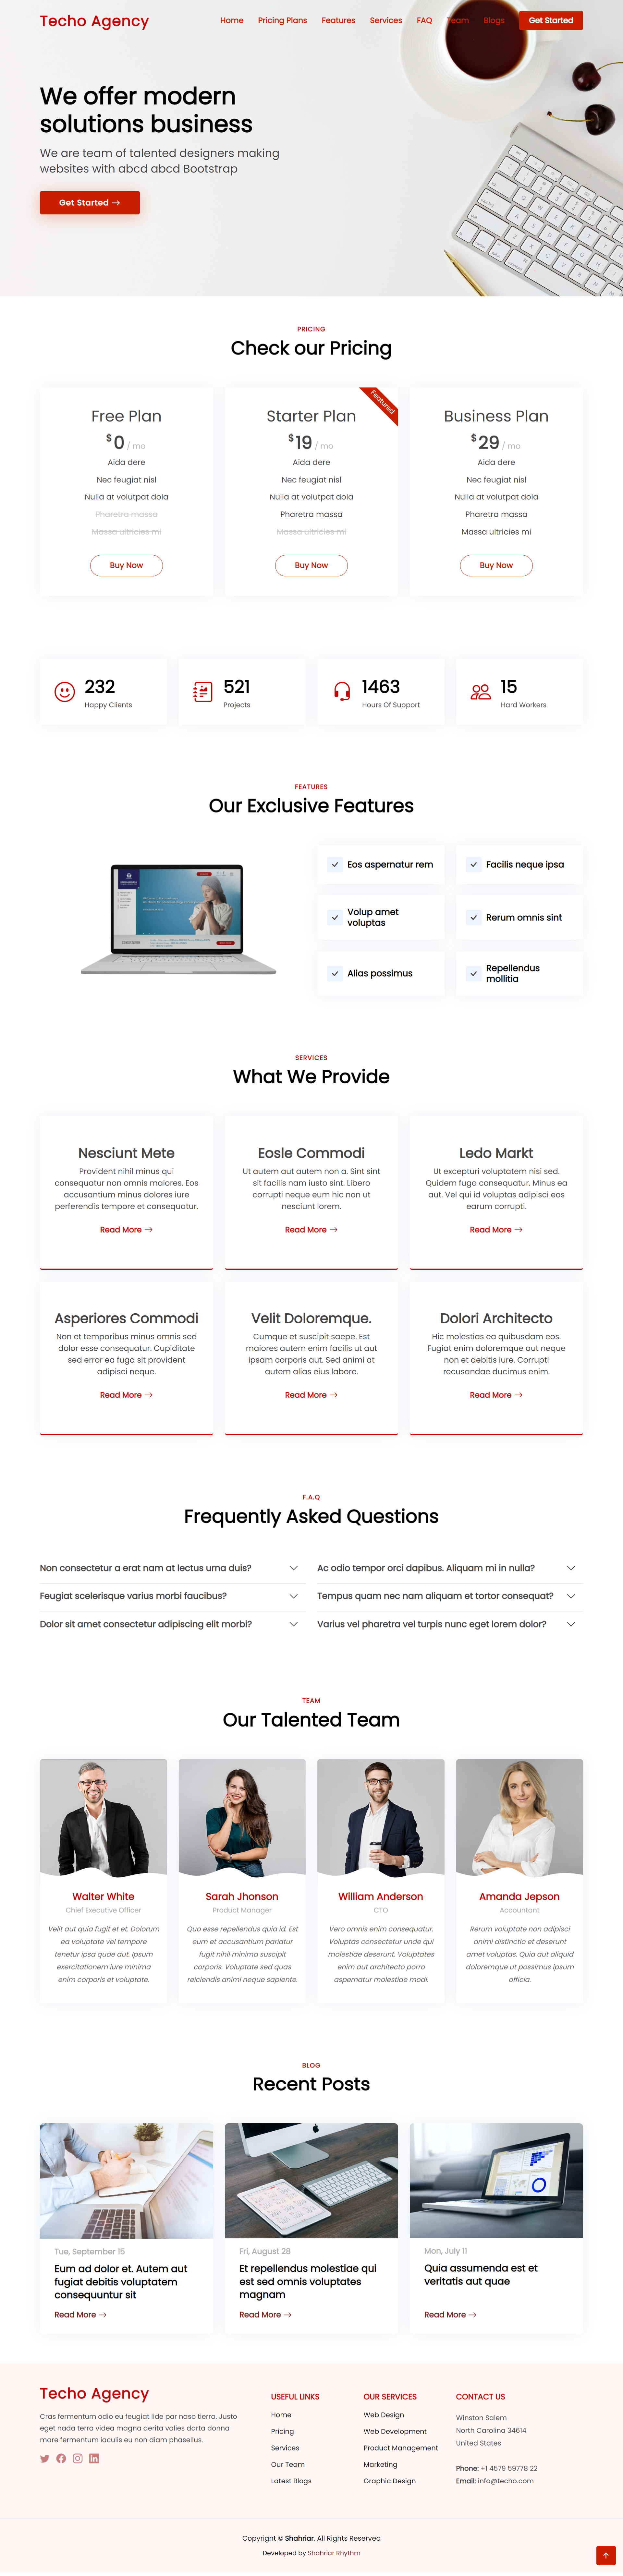 Techo Agency
Home Pricing Plans Features Services FAQ Team Blogs Get Started
We offer modern
solutions business
We are team of talented designers making
websites with abcd abcd Bootstrap
Get Started →
PRICING
Check our Pricing
Featured
Free Plan
$0 / mo
Aida dere
Nec feugiat nisl
Nulla at volutpat dola
Pharetra massa
Massa ultricies mi
Buy Now
Starter Plan
$19 / mo
Aida dere
Nec feugiat nisl
Nulla at volutpat dola
Pharetra massa
Massa ultricies mi
Buy Now
Business Plan
$29 / mo
Aida dere
Nec feugiat nisl
Nulla at volutpat dola
Pharetra massa
Massa ultricies mi
Buy Now
232
Happy Clients
521
Projects
1463
Hours Of Support
15
Hard Workers
FEATURES
Our Exclusive Features
Eos aspernatur rem
Facilis neque ipsa
Volup amet
voluptas
Rerum omnis sint
Alias possimus
Repellendus
mollitia
SERVICES
What We Provide
Nesciunt Mete
Provident nihil minus qui
consequatur non omnis maiores. Eos
accusantium minus dolores iure
perferendis tempore et consequatur.
Read More →
Eosle Commodi
Ut autem aut autem non a. Sint sint
sit facilis nam iusto sint. Libero
corrupti neque eum hic non ut
nesciunt lorem.
Read More →
Ledo Markt
Ut excepturi voluptatem nisi sed.
Quidem fuga consequatur. Minus ea
aut. Vel qui id voluptas adipisci eos
earum corrupti.
Read More →
Asperiores Commodi
Non et temporibus minus omnis sed
dolor esse consequatur. Cupiditate
sed error ea fuga sit provident
adipisci neque.
Read More →
Velit Doloremque.
Cumque et suscipit saepe. Est
maiores autem enim facilis ut aut
ipsam corporis aut. Sed animi at
autem alias eius labore.
Read More →
Dolori Architecto
Hic molestias ea quibusdam eos.
Fugiat enim doloremque aut neque
non et debitis iure. Corrupti
recusandae ducimus enim.
Read More →
F.A.Q
Frequently Asked Questions
Non consectetur a erat nam at lectus urna duis?
Feugiat scelerisque varius morbi faucibus?
Dolor sit amet consectetur adipiscing elit morbi?
Ac odio tempor orci dapibus. Aliquam mi in nulla?
Tempus quam nec nam aliquam et tortor consequat?
Varius vel pharetra vel turpis nunc eget lorem dolor?
TEAM
Our Talented Team
Walter White
Chief Executive Officer
Velit aut quia fugit et et. Dolorum
ea voluptate vel tempore
tenetur ipsa quae aut. Ipsum
exercitationem iure minima
enim corporis et voluptate.
Sarah Jhonson
Product Manager
Quo esse repellendus quia id. Est
eum et accusantium pariatur
fugit nihil minima suscipit
corporis. Voluptate sed quas
reiciendis animi neque sapiente.
William Anderson
CTO
Vero omnis enim consequatur.
Voluptas consectetur unde qui
molestiae deserunt. Voluptates
enim aut architecto porro
aspernatur molestiae modi.
Amanda Jepson
Accountant
Rerum voluptate non adipisci
animi distinctio et deserunt
amet voluptas. Quia aut aliquid
doloremque ut possimus ipsum
officia.
BLOG
Recent Posts
Tue, September 15
Eum ad dolor et. Autem aut
fugiat debitis voluptatem
consequuntur sit
Read More →
Fri, August 28
Et repellendus molestiae qui
est sed omnis voluptates
magnam
Read More →
Mon, July 11
Quia assumenda est et
veritatis aut quae
Read More →
Techo Agency
Cras fermentum odio eu feugiat lide par naso tierra. Justo
eget nada terra videa magna derita valies darta donna
mare fermentum iaculis eu non diam phasellus.
USEFUL LINKS
Home
Pricing
Services
Our Team
Latest Blogs
OUR SERVICES
Web Design
Web Development
Product Management
Marketing
Graphic Design
CONTACT US
Winston Salem
North Carolina 34614
United States
Phone: +1 4579 59778 22
Email: info@techo.com
Copyright © Shahriar. All Rights Reserved
Developed by Shahriar Rhythm